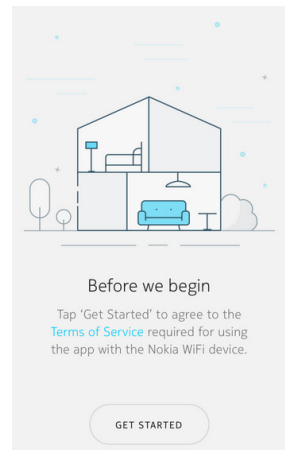 Before we begin
Tap 'Get Started' to agree to the
Terms of Service required for using
the app with the Nokia WiFi device.
GET STARTED